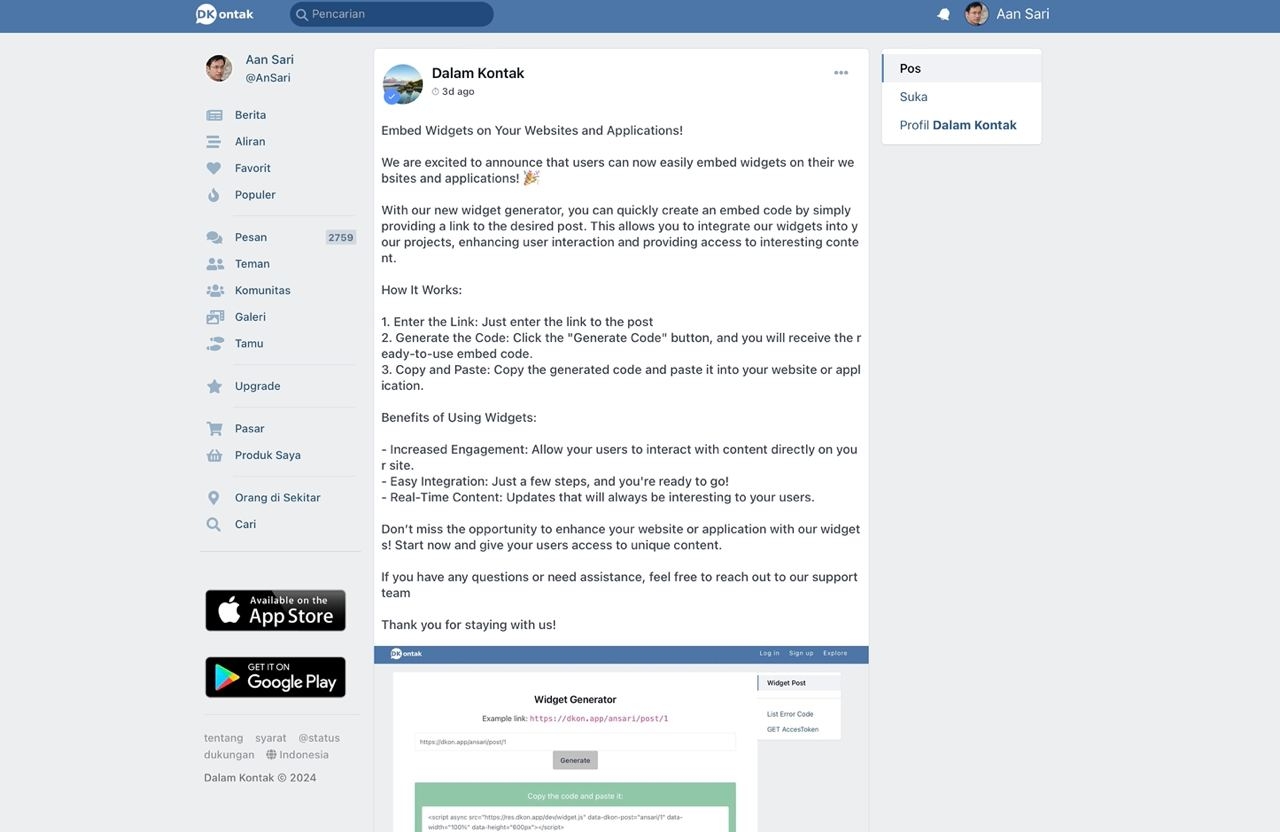 DK ontak
Pencarian
Aan Sari
Aan Sari
@AnSari
Berita
Aliran
Favorit
Populer
Pesan 2759
Teman
Komunitas
Galeri
Tamu
Upgrade
Pasar
Produk Saya
Orang di Sekitar
Cari
Available on the
App Store
GET IT ON
Google Play
tentang syarat @status
dukungan Indonesia
Dalam Kontak © 2024
Dalam Kontak
3d ago
Embed Widgets on Your Websites and Applications!
We are excited to announce that users can now easily embed widgets on their we
bsites and applications! 🎉
With our new widget generator, you can quickly create an embed code by simply
providing a link to the desired post. This allows you to integrate our widgets into y
our projects, enhancing user interaction and providing access to interesting conte
nt.
How It Works:
1. Enter the Link: Just enter the link to the post
2. Generate the Code: Click the "Generate Code" button, and you will receive the r
eady-to-use embed code.
3. Copy and Paste: Copy the generated code and paste it into your website or appl
ication.
Benefits of Using Widgets:
- Increased Engagement: Allow your users to interact with content directly on you
r site.
- Easy Integration: Just a few steps, and you're ready to go!
- Real-Time Content: Updates that will always be interesting to your users.
Don't miss the opportunity to enhance your website or application with our widget
s! Start now and give your users access to unique content.
If you have any questions or need assistance, feel free to reach out to our support
team
Thank you for staying with us!
DK ontak
Log in Sign up Explore
Widget Generator
Example link: https://dkon.app/ansari/post/1
https://dkon.app/ansari/post/1
Generate
Copy the code and paste it:
<script async src="https://res.dkon.app/dev/widget.js" data-dkon-post="ansari/1" data-
width="100%" data-height="600px"></script>
Widget Post
List Error Code
GET AccesToken
Pos
Suka
Profil Dalam Kontak